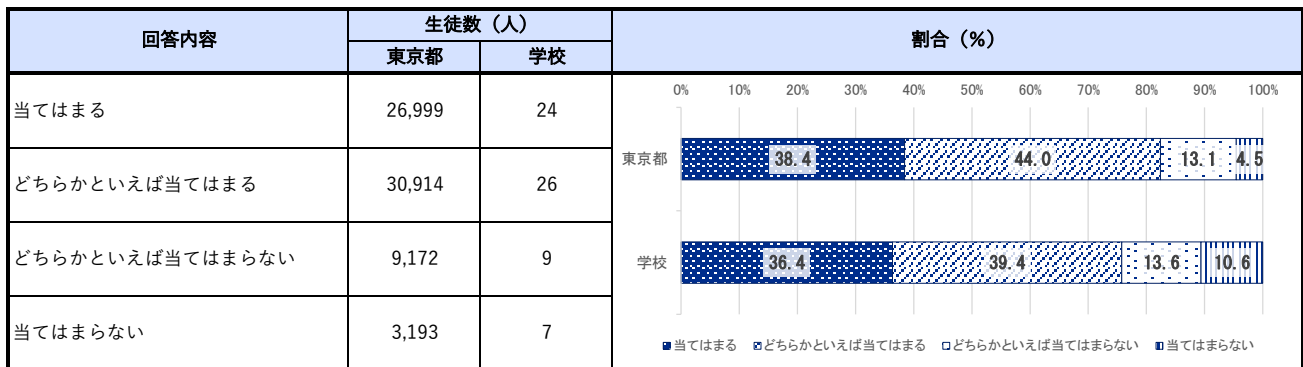 回答内容 生徒数（人） 割合（%）
東京都 学校
当てはまる 26,999 24
どちらかといえば当てはまる 30,914 26
どちらかといえば当てはまらない 9,172 9
当てはまらない 3,193 7
0% 10% 20% 30% 40% 50% 60% 70% 80% 90% 100%
東京都 38.4 44.0 13.1 4.5
学校 36.4 39.4 13.6 10.6
当てはまる どちらかといえば当てはまる どちらかといえば当てはまらない 当てはまらない